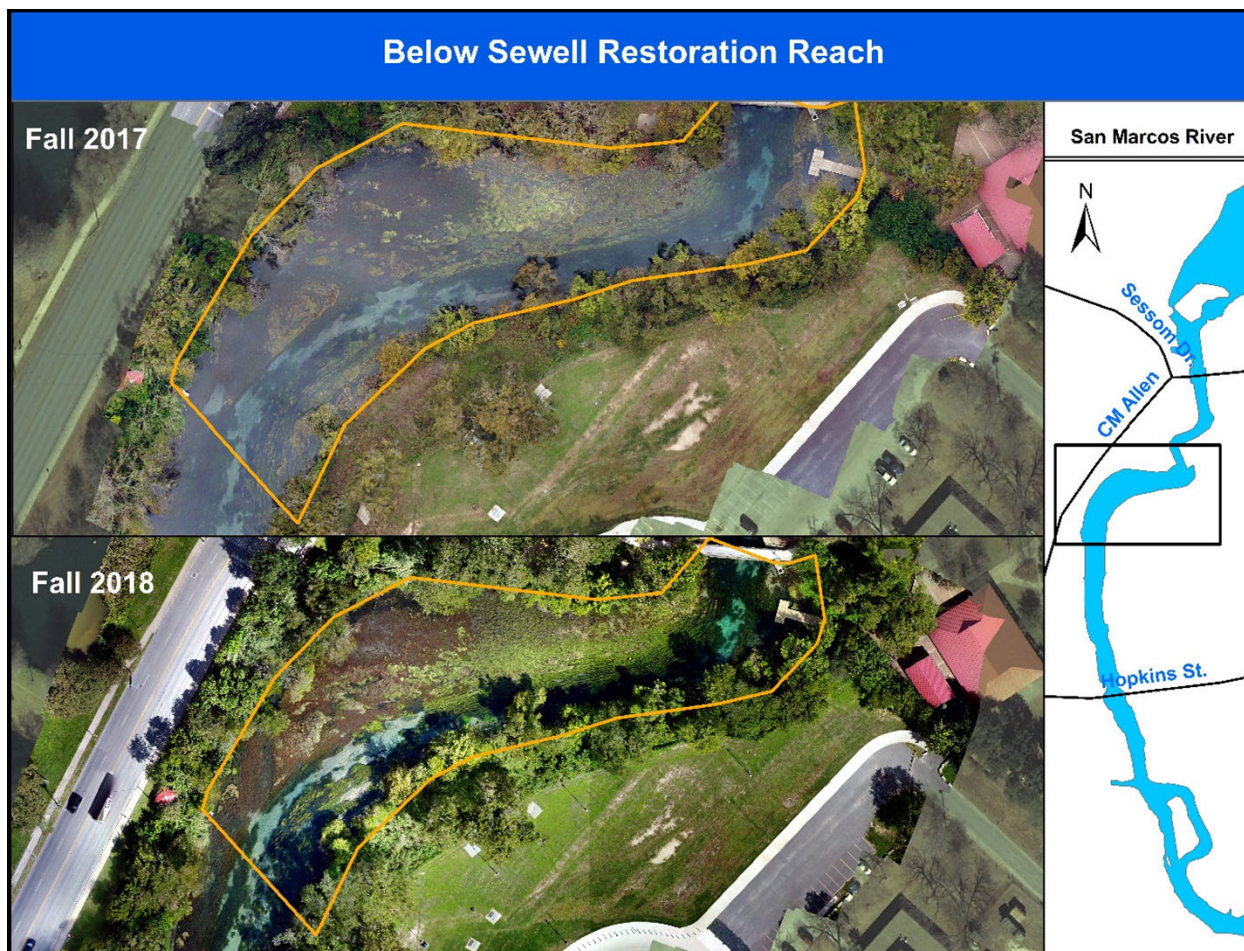 Below Sewell Restoration Reach
Fall 2017
Fall 2018
San Marcos River
N
Sessom Dr.
CM Allen
Hopkins St.